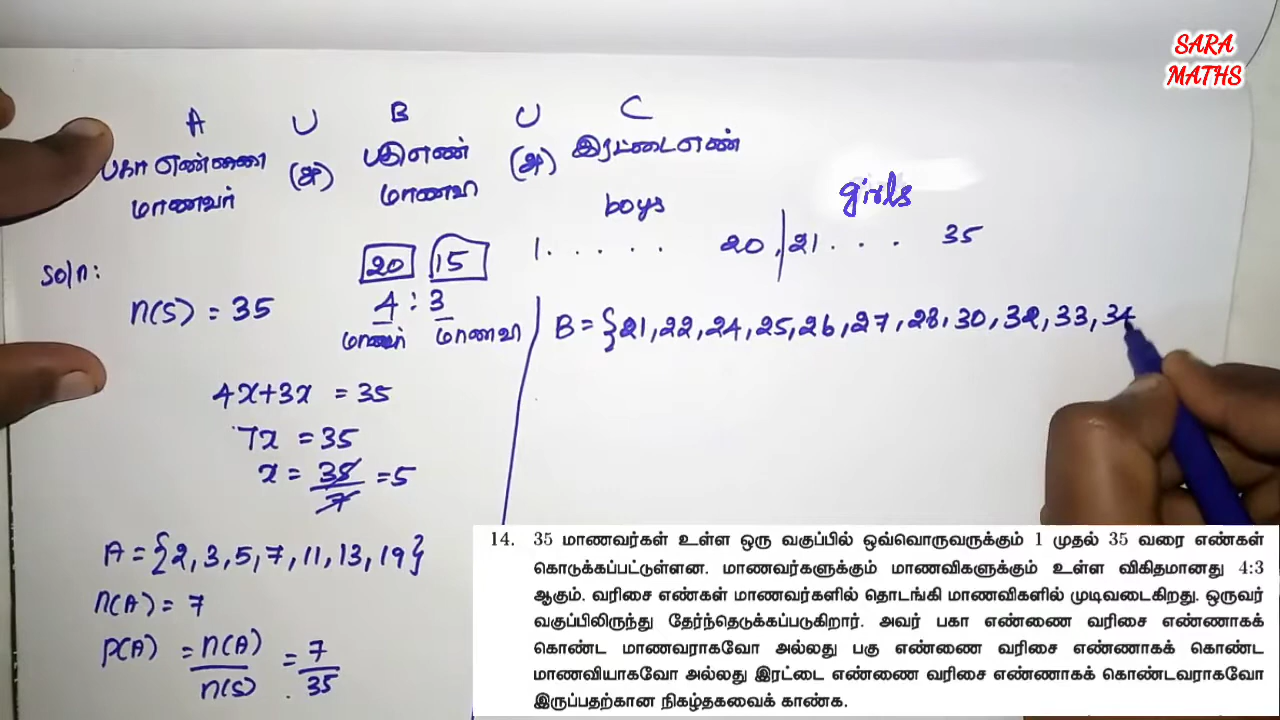 SARA
MATHS
A U B U C
பகா எண்ணை (அ) பகு எண் (அ) இரட்டை எண்
மாணவர் மாணவி
boys girls
1 . . . . . 20, 21 . . . 35
Soln:
20 15
n(S) = 35
4 : 3
மாணவர் மாணவி
4x+3x = 35
7x = 35
x = 35/7 = 5
A = {2, 3, 5, 7, 11, 13, 19}
n(A) = 7
P(A) = n(A)/n(S) = 7/35
B = {21, 22, 24, 25, 26, 27, 28, 30, 32, 33, 34
14. 35 மாணவர்கள் உள்ள ஒரு வகுப்பில் ஒவ்வொருவருக்கும் 1 முதல் 35 வரை எண்கள்
கொடுக்கப்பட்டுள்ளன. மாணவர்களுக்கும் மாணவிகளுக்கும் உள்ள விகிதமானது 4:3
ஆகும். வரிசை எண்கள் மாணவர்களில் தொடங்கி மாணவிகளில் முடிவடைகிறது. ஒருவர்
வகுப்பிலிருந்து தேர்ந்தெடுக்கப்படுகிறார். அவர் பகா எண்ணை வரிசை எண்ணாகக்
கொண்ட மாணவராகவோ அல்லது பகு எண்ணை வரிசை எண்ணாகக் கொண்ட
மாணவியாகவோ அல்லது இரட்டை எண்ணை வரிசை எண்ணாகக் கொண்டவராகவோ
இருப்பதற்கான நிகழ்தகவைக் காண்க.